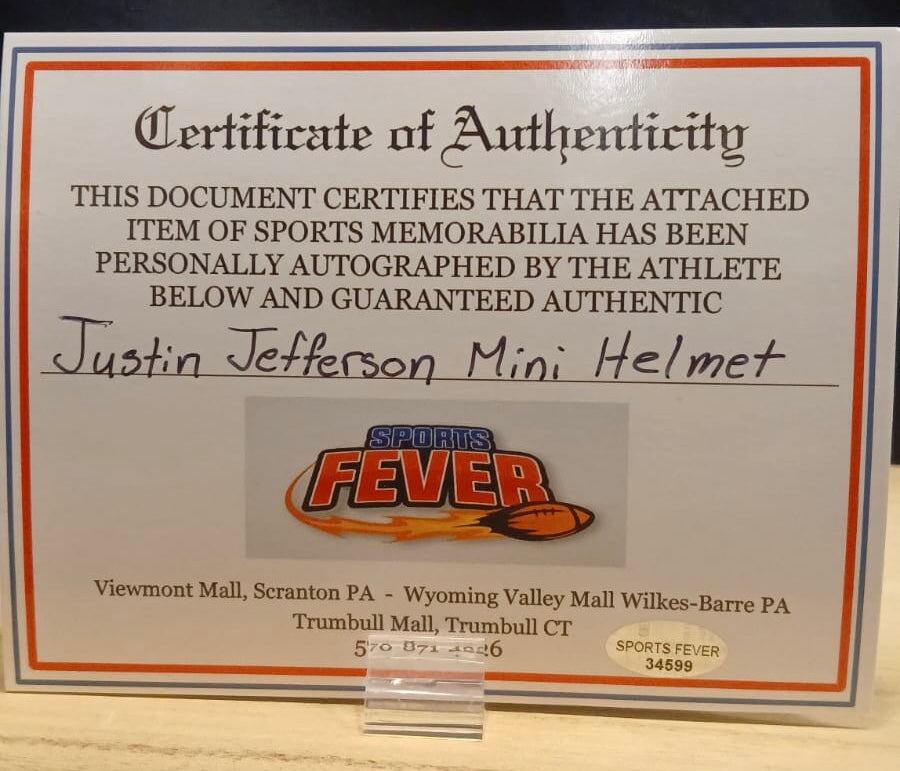 Certificate of Authenticity
THIS DOCUMENT CERTIFIES THAT THE ATTACHED
ITEM OF SPORTS MEMORABILIA HAS BEEN
PERSONALLY AUTOGRAPHED BY THE ATHLETE
BELOW AND GUARANTEED AUTHENTIC
Justin Jefferson Mini Helmet
SPORTS
FEVER
Viewmont Mall, Scranton PA - Wyoming Valley Mall Wilkes-Barre PA
Trumbull Mall, Trumbull CT
570 871
SPORTS FEVER
34599